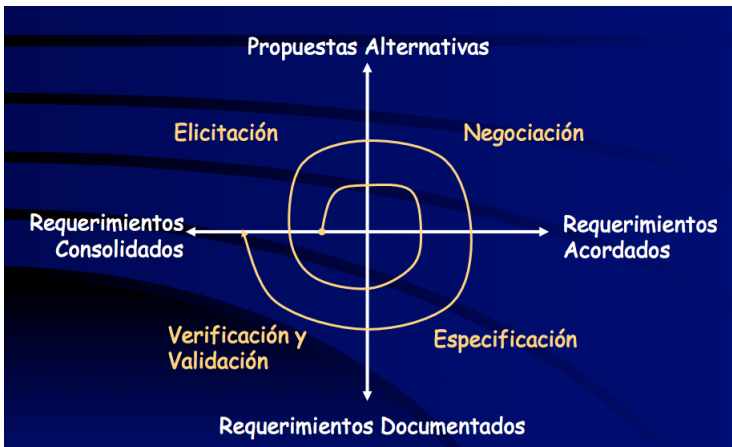 Propuestas Alternativas
Elicitación
Negociación
Requerimientos
Consolidados
Requerimientos
Acordados
Verificación y
Validación
Especificación
Requerimientos Documentados